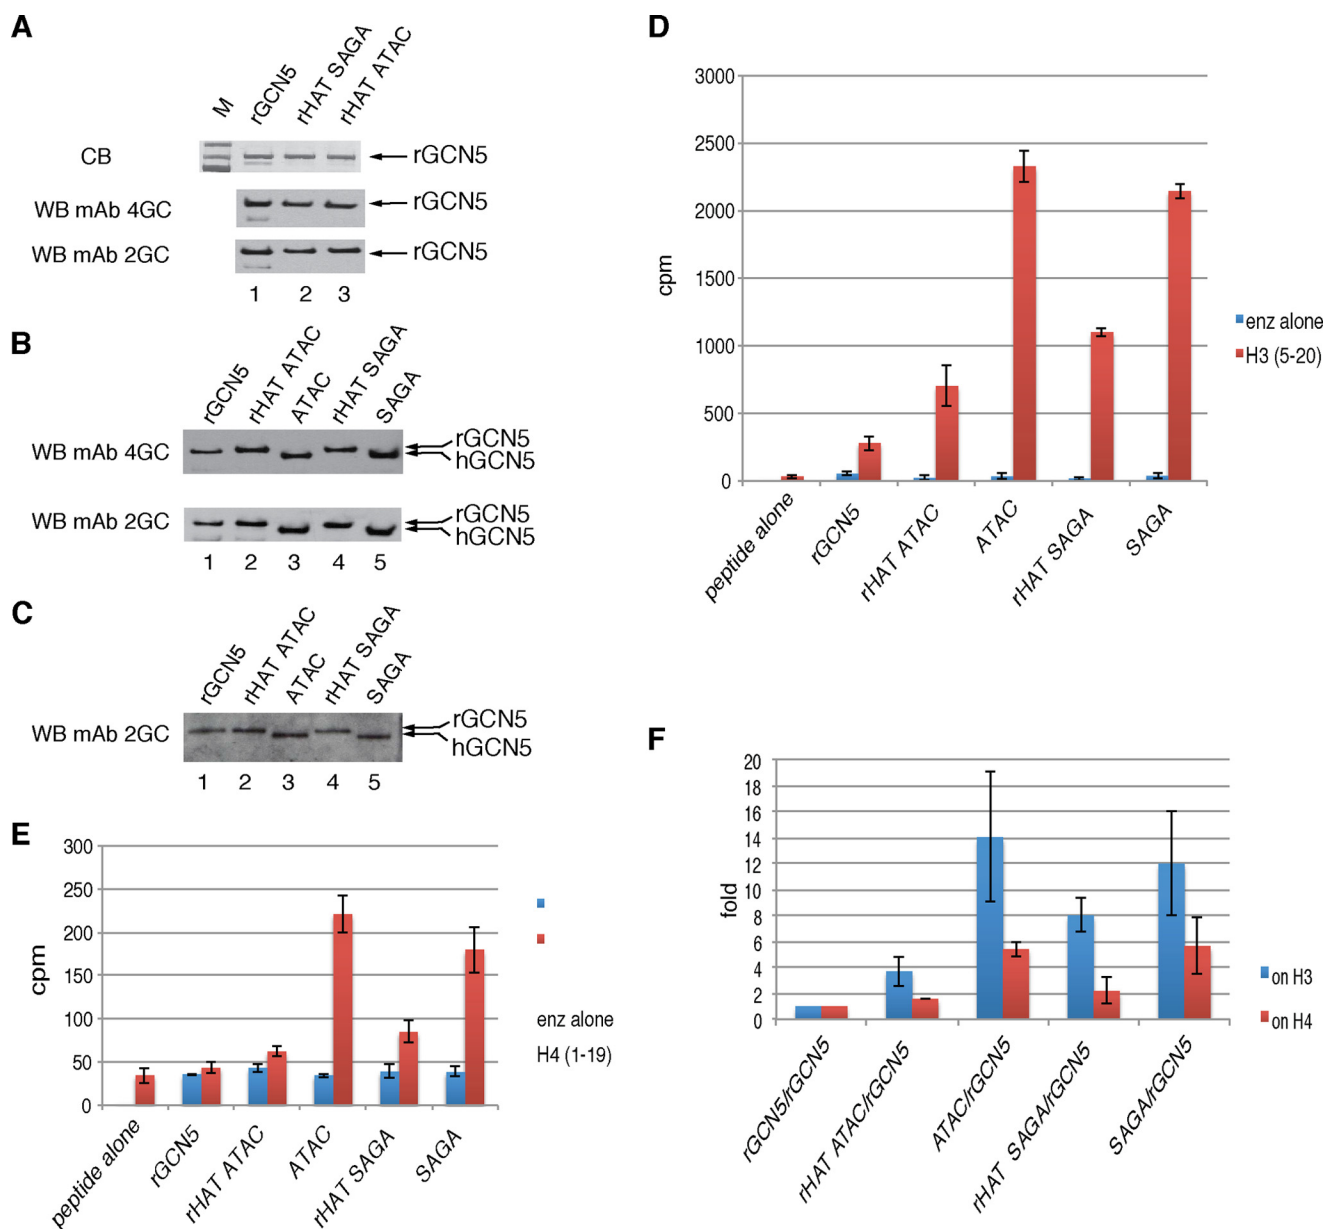 A
M
rGCN5
rHAT SAGA
rHAT ATAC
CB
rGCN5
WB mAb 4GC
rGCN5
WB mAb 2GC
rGCN5
1 2 3
B
rGCN5
rHAT ATAC
ATAC
rHAT SAGA
SAGA
WB mAb 4GC
rGCN5
hGCN5
WB mAb 2GC
rGCN5
hGCN5
1 2 3 4 5
C
rGCN5
rHAT ATAC
ATAC
rHAT SAGA
SAGA
WB mAb 2GC
rGCN5
hGCN5
1 2 3 4 5
D
3000
2500
2000
1500
1000
500
0
cpm
enz alone
H3 (5-20)
peptide alone
rGCN5
rHAT ATAC
ATAC
rHAT SAGA
SAGA
E
300
250
200
150
100
50
0
cpm
enz alone
H4 (1-19)
peptide alone
rGCN5
rHAT ATAC
ATAC
rHAT SAGA
SAGA
F
20
18
16
14
12
10
8
6
4
2
0
fold
on H3
on H4
rGCN5/rGCN5
rHAT ATAC/rGCN5
ATAC/rGCN5
rHAT SAGA/rGCN5
SAGA/rGCN5